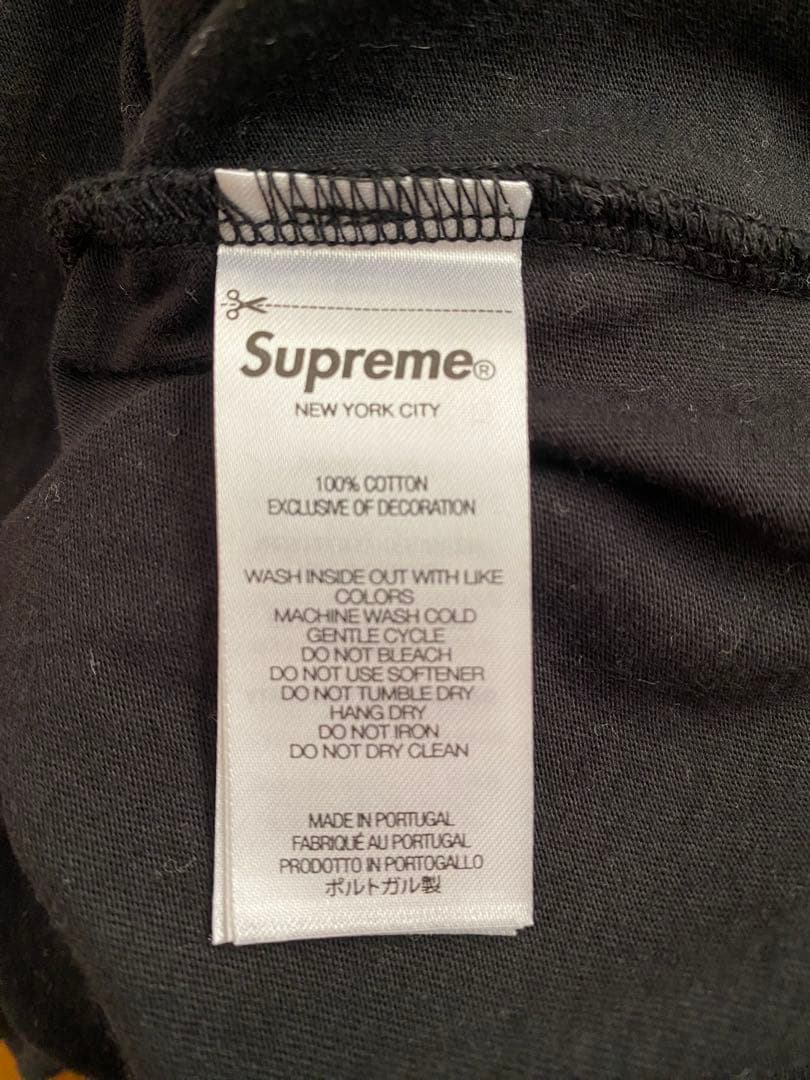 Supreme®
NEW YORK CITY
100% COTTON
EXCLUSIVE OF DECORATION
WASH INSIDE OUT WITH LIKE
COLORS
MACHINE WASH COLD
GENTLE CYCLE
DO NOT BLEACH
DO NOT USE SOFTENER
DO NOT TUMBLE DRY
HANG DRY
DO NOT IRON
DO NOT DRY CLEAN
MADE IN PORTUGAL
FABRIQUÉ AU PORTUGAL
PRODOTTO IN PORTOGALLO
ポルトガル製